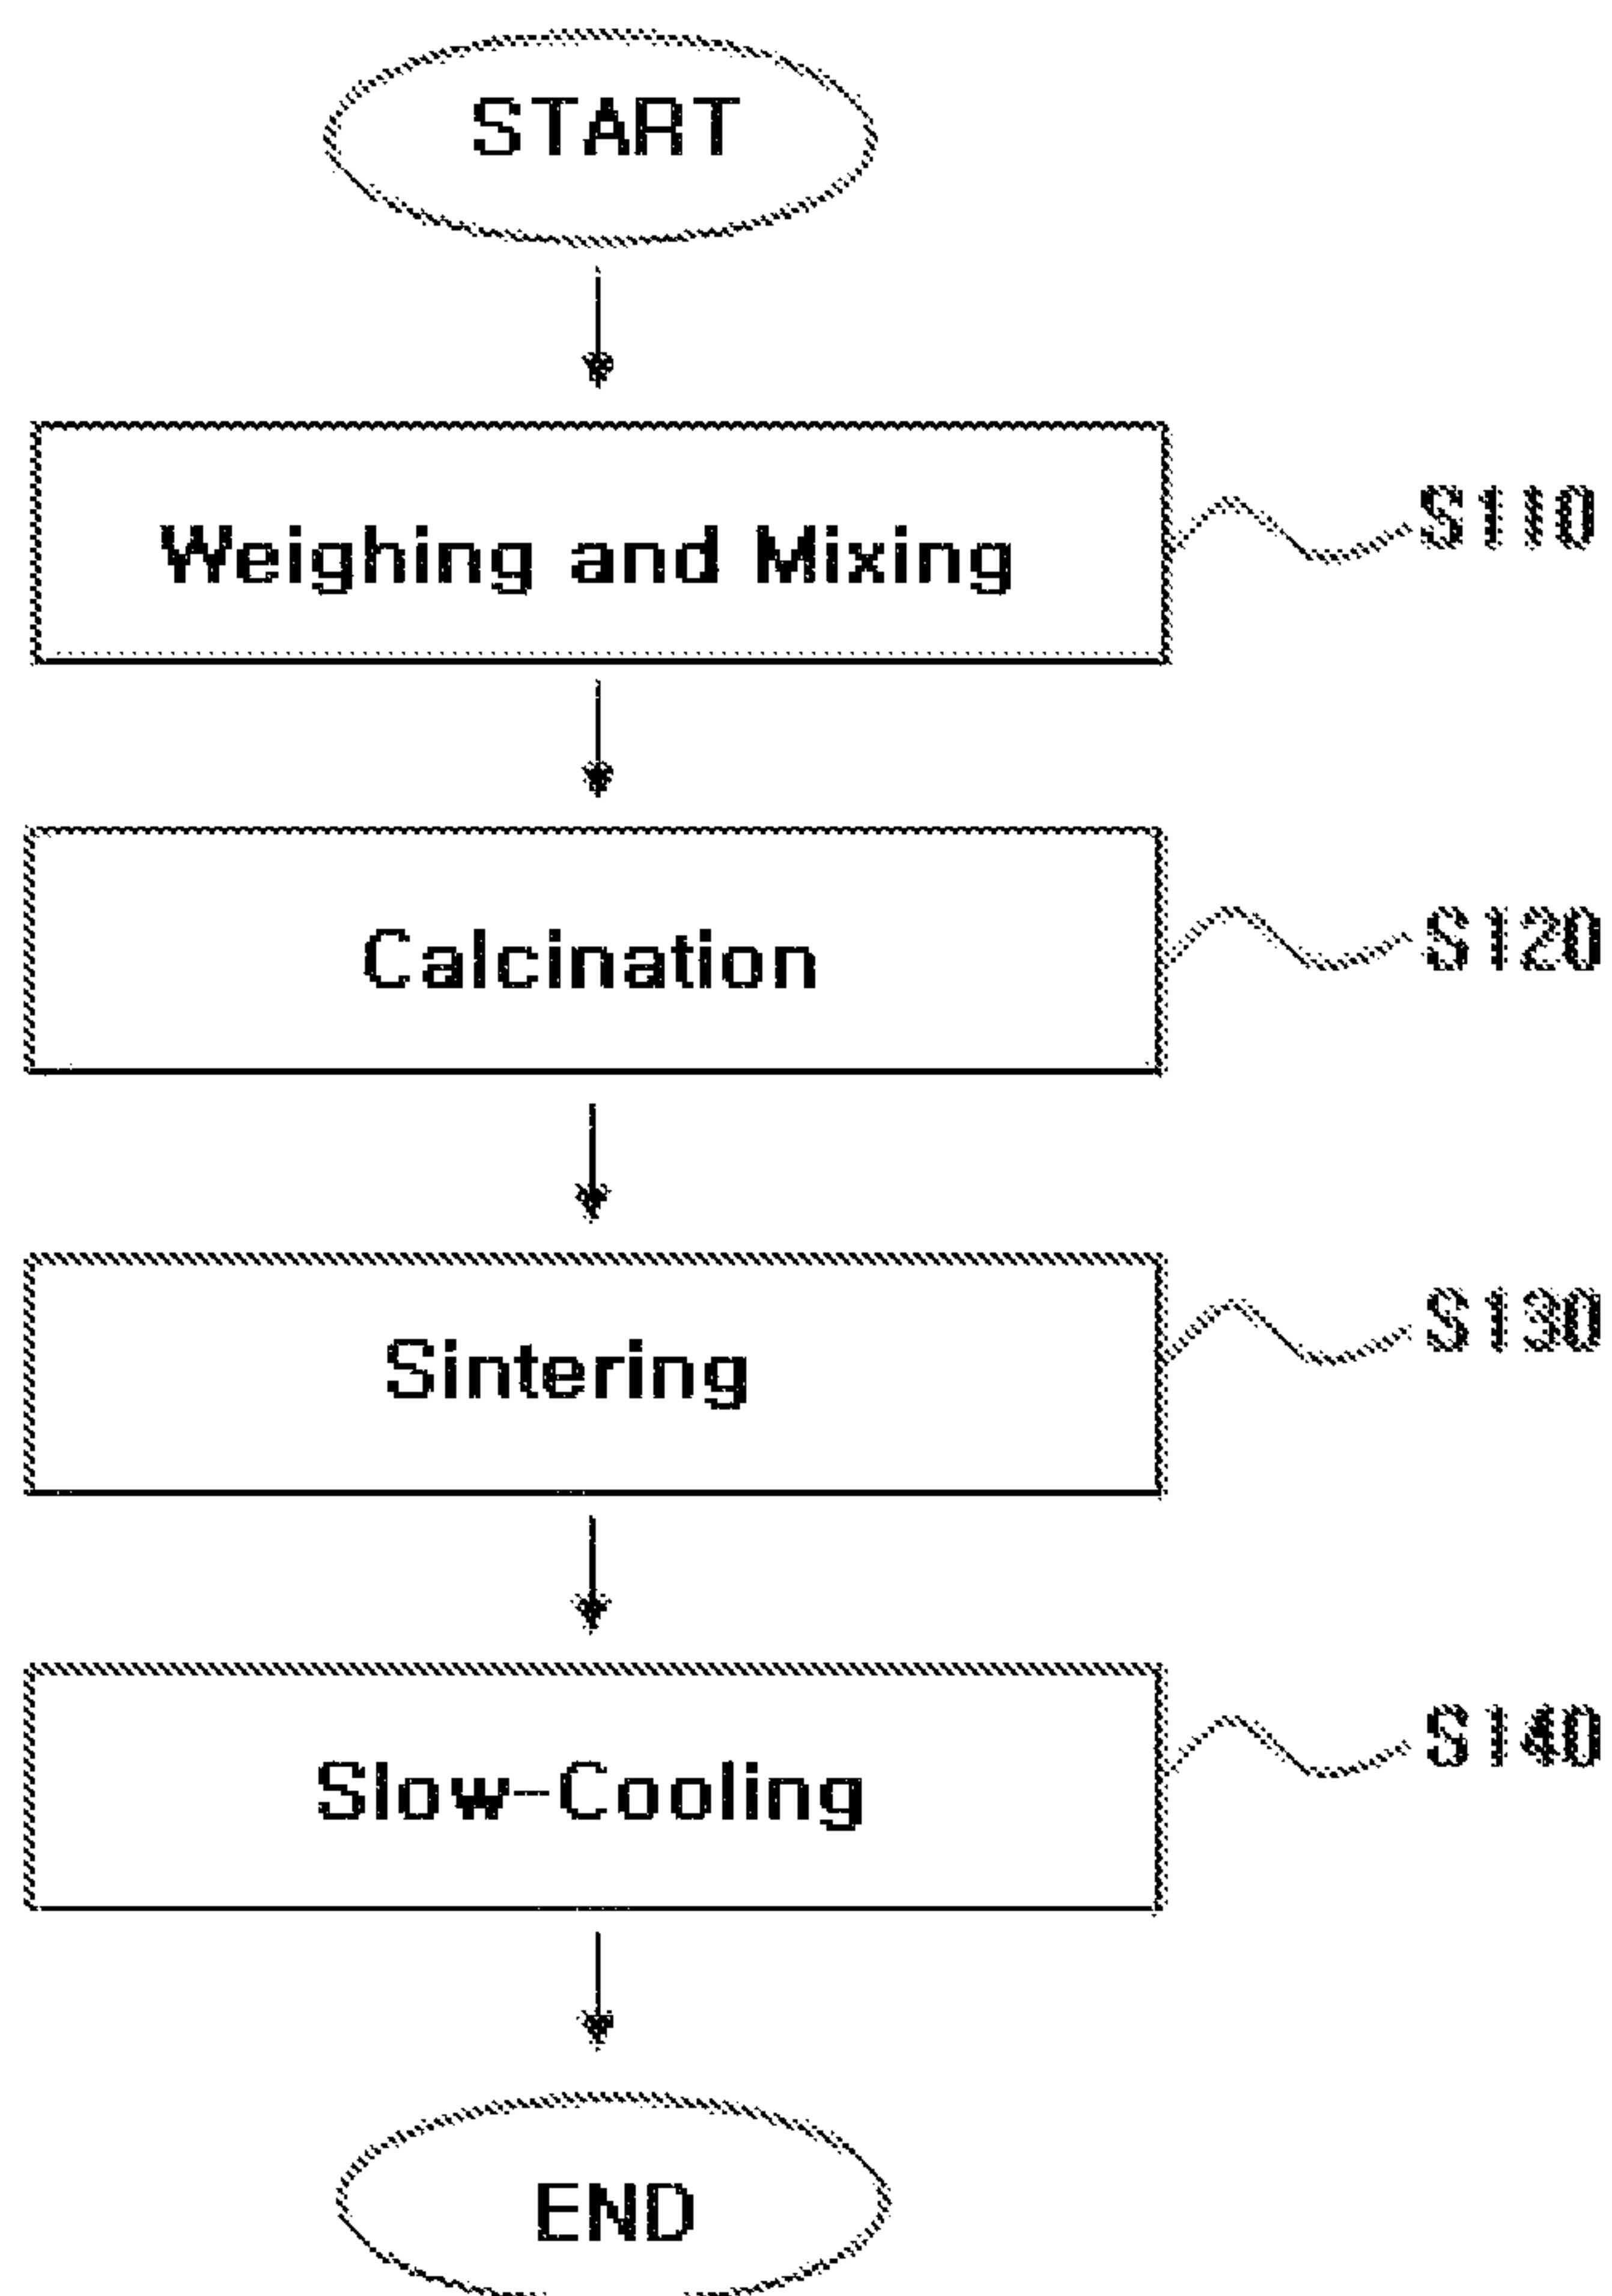 START
Weighing and Mixing
S110
Calcination
S120
Sintering
S130
Slow-Cooling
S140
END